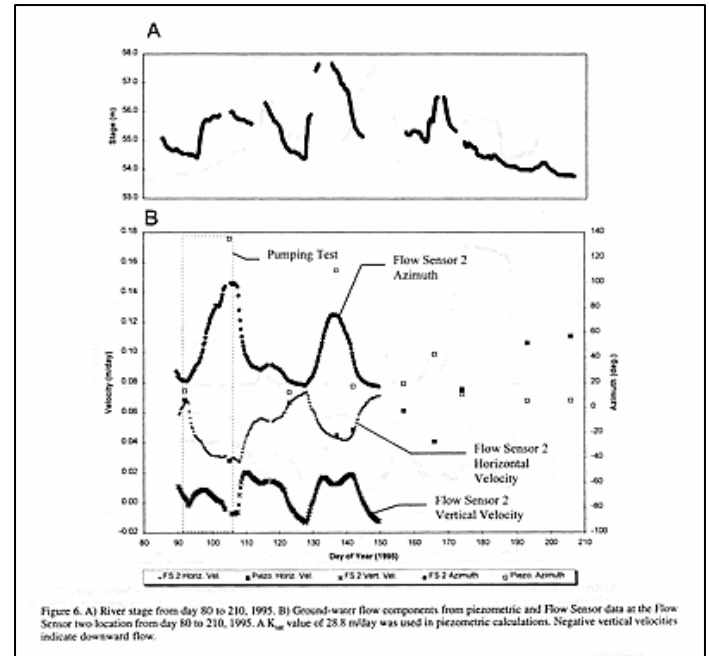 A
58.0
57.0
56.0
55.0
54.0
53.0
Stage (m)
B
0.18
0.16
0.14
0.12
0.10
0.08
0.06
0.04
0.02
0.00
-0.02
Velocity (m/day)
140
120
100
80
60
40
20
0
-20
-40
-60
-80
-100
Azimuth (deg.)
Pumping Test
Flow Sensor 2
Azimuth
Flow Sensor 2
Horizontal
Velocity
Flow Sensor 2
Vertical Velocity
80 90 100 110 120 130 140 150 160 170 180 190 200 210
Day of Year (1995)
FS 2 Horiz. Vel. Piezo. Horiz. Vel. FS 2 Vert. Vel. FS 2 Azimuth Piezo. Azimuth
Figure 6. A) River stage from day 80 to 210, 1995. B) Ground-water flow components from piezometric and Flow Sensor data at the Flow
Sensor two location from day 80 to 210, 1995. A Ksat value of 28.8 m/day was used in piezometric calculations. Negative vertical velocities
indicate downward flow.